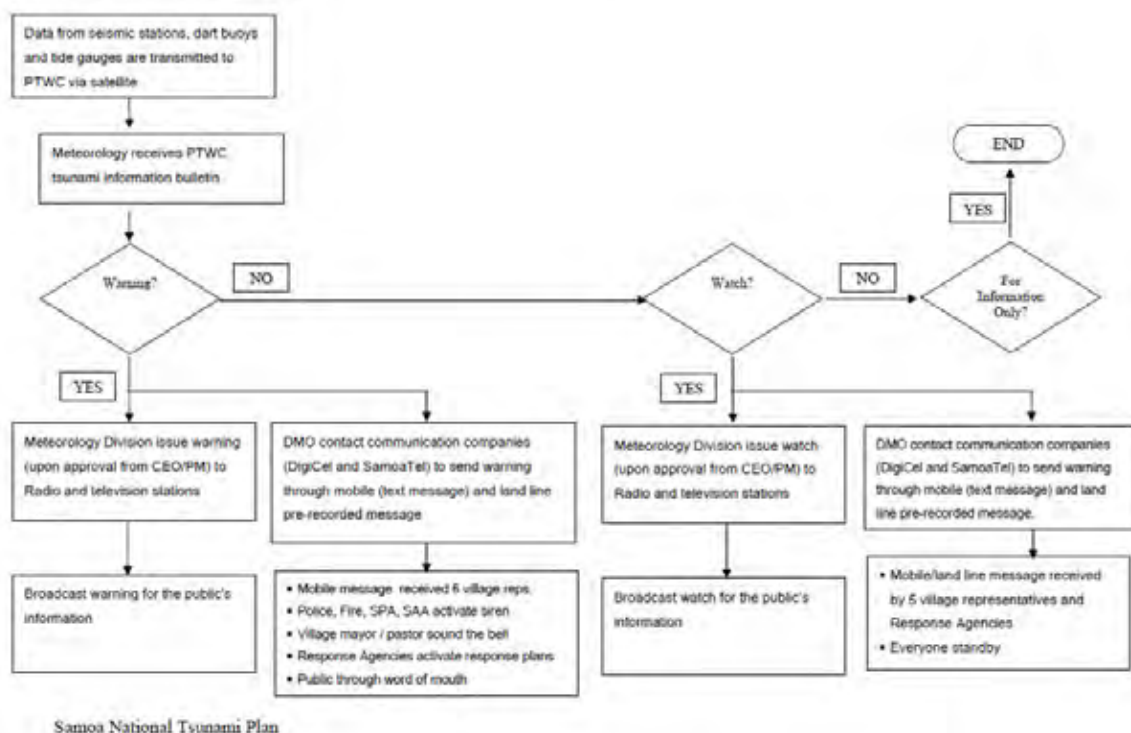 Data from seismic stations, dart buoys
and tide gauges are transmitted to
PTWC via satellite
Meteorology receives PTWC
tsunami information bulletin
END
YES
Warning?
NO
Watch?
NO
For
Information
Only?
YES
YES
Meteorology Division issue warning
(upon approval from CEO/PM) to
Radio and television stations
DMO contact communication companies
(DigiCel and SamoaTel) to send warning
through mobile (text message) and land line
pre-recorded message
Meteorology Division issue watch
(upon approval from CEO/PM) to
Radio and television stations
DMO contact communication companies
(DigiCel and SamoaTel) to send warning
through mobile (text message) and land
line pre-recorded message.
Broadcast warning for the public's
information
▪ Mobile message received 6 village reps.
▪ Police, Fire, SPA, SAA activate siren
▪ Village mayor / pastor sound the bell
▪ Response Agencies activate response plans
▪ Public through word of mouth
Broadcast watch for the public's
information
▪ Mobile/land line message received
by 5 village representatives and
Response Agencies
▪ Everyone standby
Samoa National Tsunami Plan